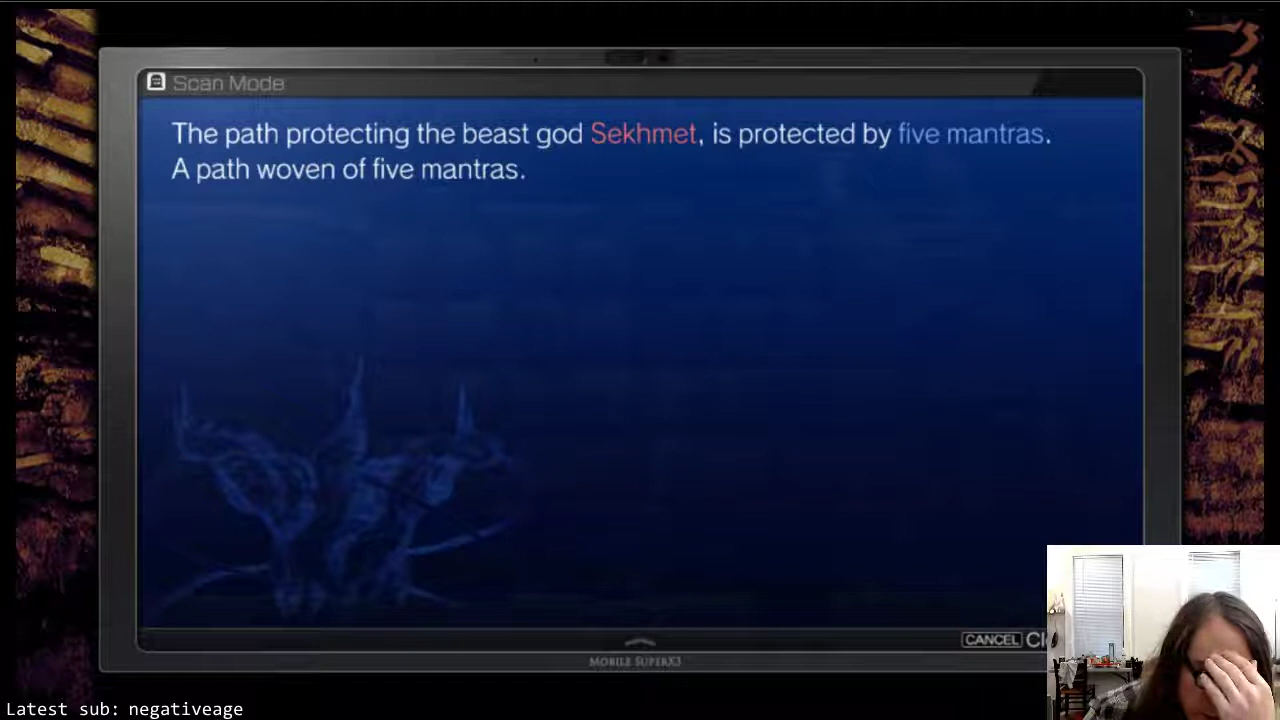 Scan Mode
The path protecting the beast god Sekhmet, is protected by five mantras.
A path woven of five mantras.
CANCEL
MOBILE SUPERX3
Latest sub: negativeage